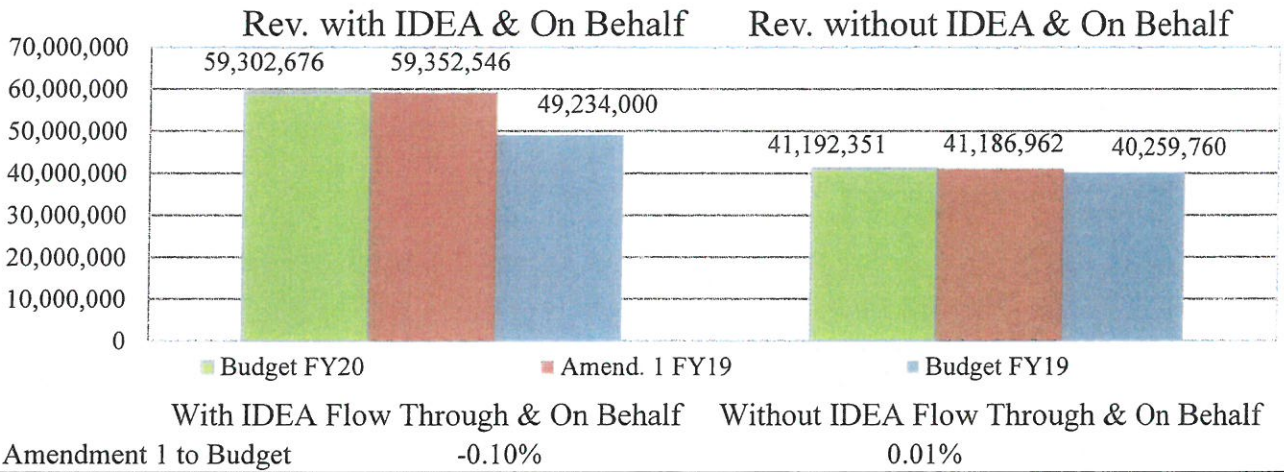 Rev. with IDEA & On Behalf Rev. without IDEA & On Behalf
70,000,000
59,302,676 59,352,546
60,000,000
49,234,000
50,000,000
41,192,351 41,186,962 40,259,760
40,000,000
30,000,000
20,000,000
10,000,000
0
Budget FY20 Amend. 1 FY19 Budget FY19
With IDEA Flow Through & On Behalf Without IDEA Flow Through & On Behalf
Amendment 1 to Budget -0.10% 0.01%